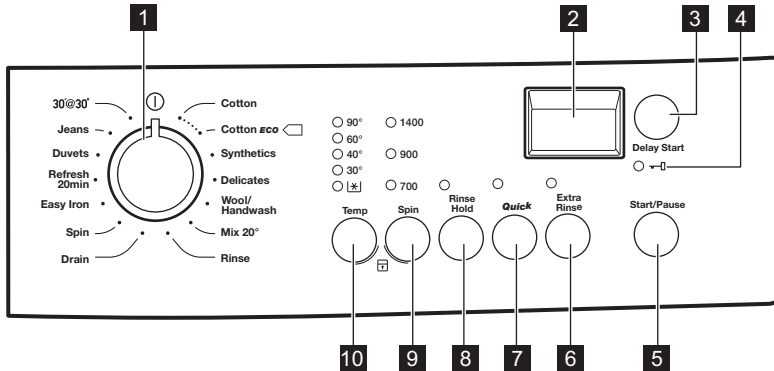 1
2
3
4
30'@30°
Jeans
Duvets
Refresh
20min
Easy Iron
Spin
Drain
Cotton
Cotton ECO
Synthetics
Delicates
Wool/
Handwash
Mix 20°
Rinse
90°
60°
40°
30°
1400
900
700
Delay Start
Temp
Spin
Rinse
Hold
Quick
Extra
Rinse
Start/Pause
10
9
8
7
6
5